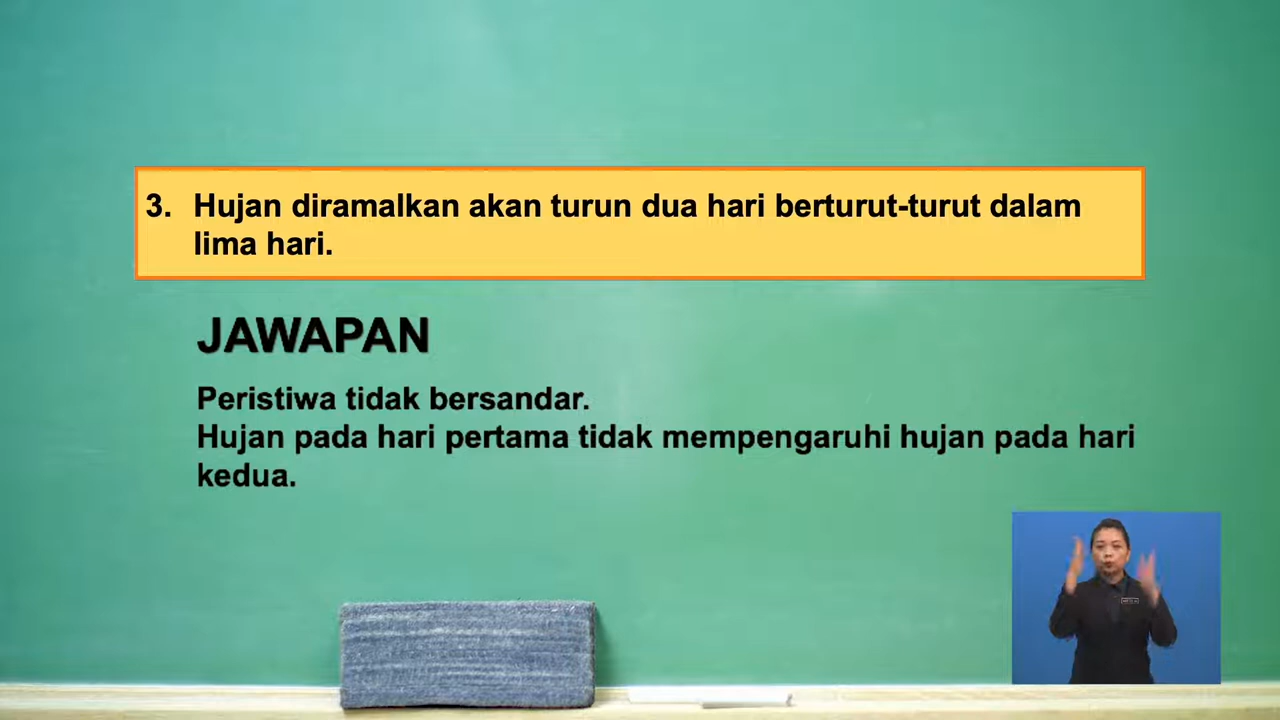 3. Hujan diramalkan akan turun dua hari berturut-turut dalam
lima hari.
JAWAPAN
Peristiwa tidak bersandar.
Hujan pada hari pertama tidak mempengaruhi hujan pada hari
kedua.